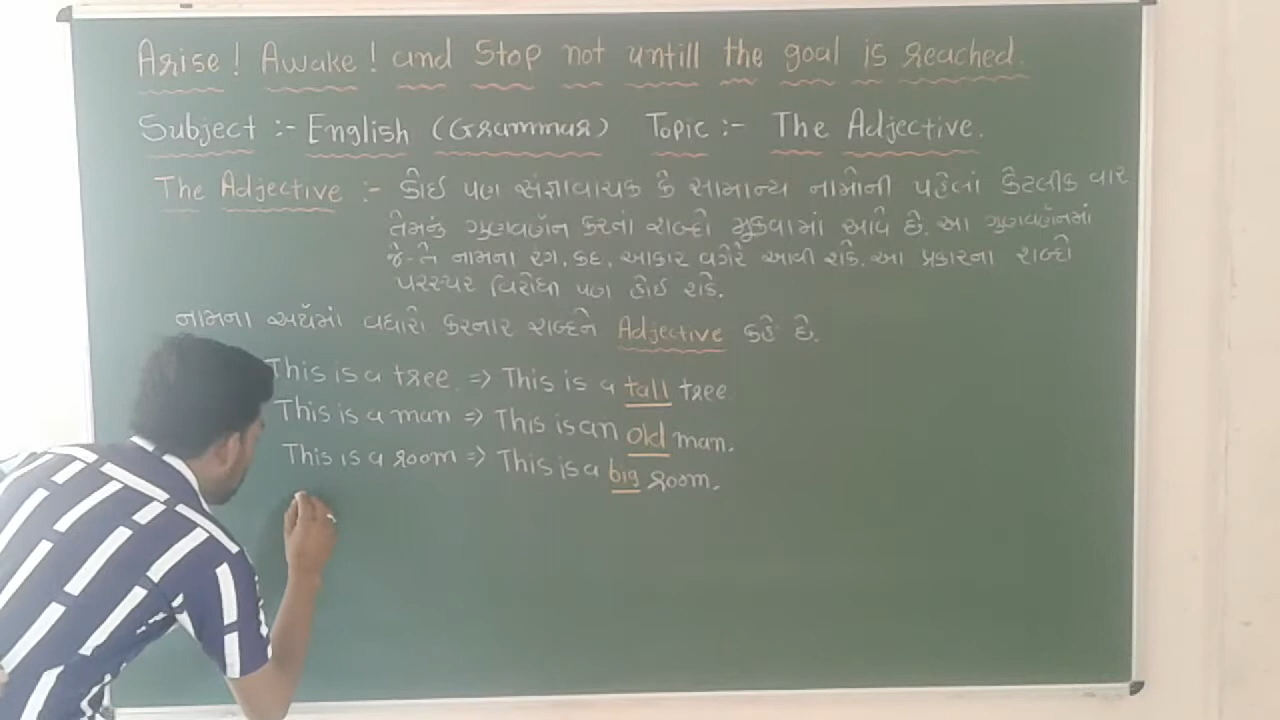 Arise! Awake! and Stop not untill the goal is reached.
Subject :- English (Grammar) Topic :- The Adjective.
The Adjective :- કોઈ પણ સંજ્ઞાવાચક કે સામાન્ય નામોની પહેલાં કેટલીક વાર
તેમનું ગુણવર્ણન કરનાં શબ્દો મૂકવામાં આવે છે. આ ગુણવર્ણનમાં
જે-તે નામના રંગ, કદ, આકાર વગેરે આવી શકે. આ પ્રકારના શબ્દો
પરસ્પર વિરોધી પણ હોઈ શકે.
નામના અર્થમાં વધારો કરનાર શબ્દને Adjective કહે છે.
This is a tree. => This is a tall tree
This is a man => This is an old man.
This is a room => This is a big room.